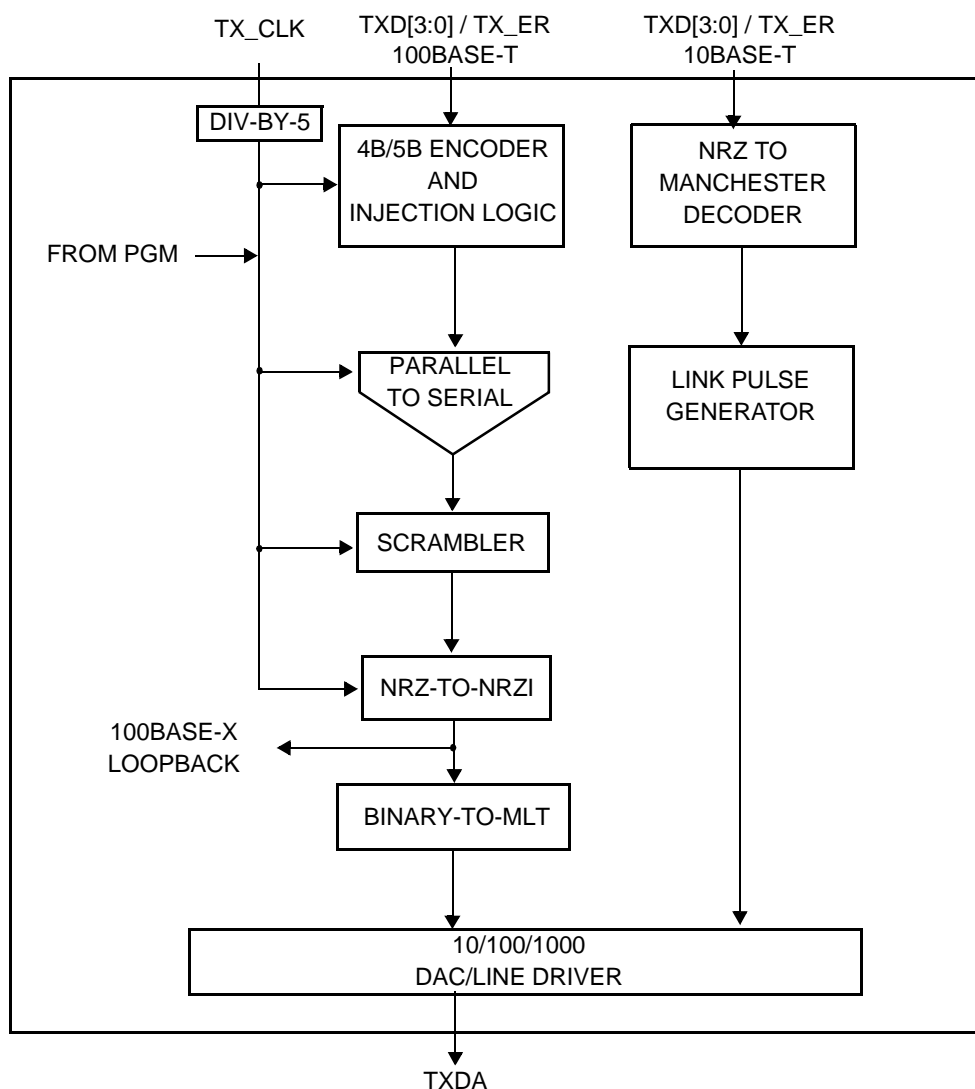 TX_CLK
TXD[3:0] / TX_ER
100BASE-T
TXD[3:0] / TX_ER
10BASE-T
DIV-BY-5
4B/5B ENCODER
AND
INJECTION LOGIC
NRZ TO
MANCHESTER
DECODER
FROM PGM
PARALLEL
TO SERIAL
LINK PULSE
GENERATOR
SCRAMBLER
NRZ-TO-NRZI
100BASE-X
LOOPBACK
BINARY-TO-MLT
10/100/1000
DAC/LINE DRIVER
TXDA